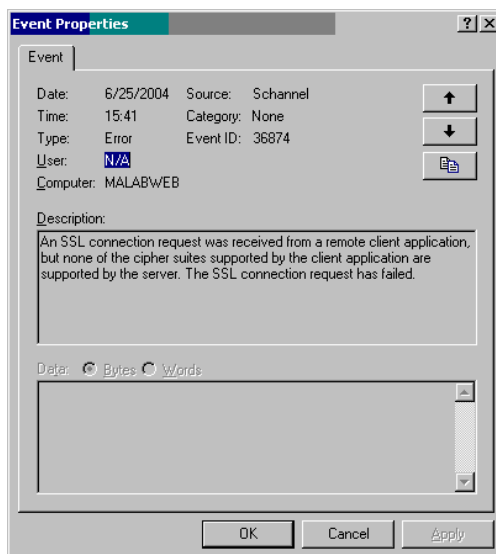 Event Properties
Event
Date: 6/25/2004 Source: Schannel
Time: 15:41 Category: None
Type: Error Event ID: 36874
User: N/A
Computer: MALABWEB
Description:
An SSL connection request was received from a remote client application,
but none of the cipher suites supported by the client application are
supported by the server. The SSL connection request has failed.
Data: Bytes Words
OK Cancel Apply